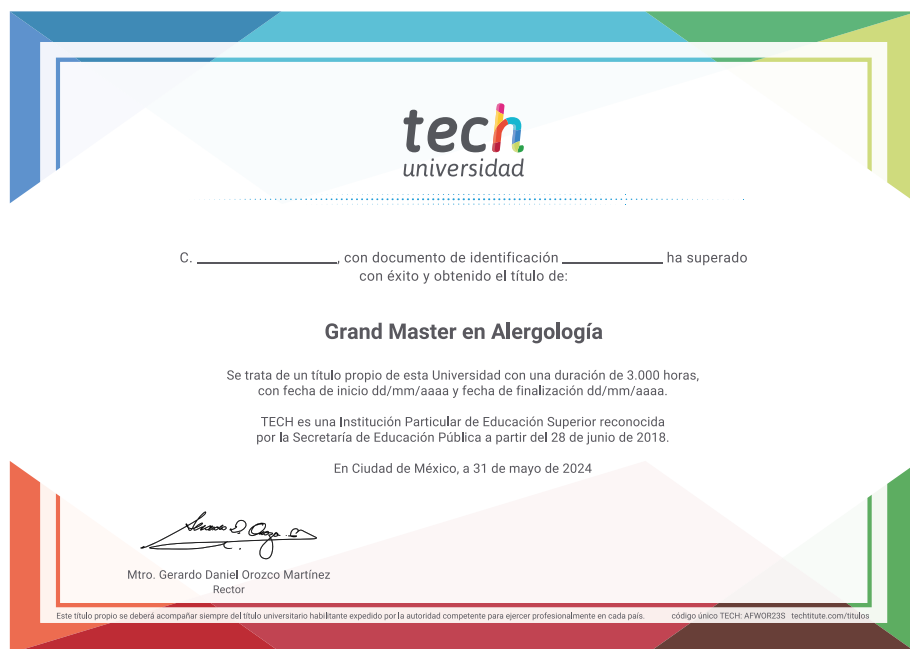 tech
universidad
C. ____________, con documento de identificación ____________ ha superado
con éxito y obtenido el título de:
Grand Master en Alergología
Se trata de un título propio de esta Universidad con una duración de 3.000 horas,
con fecha de inicio dd/mm/aaaa y fecha de finalización dd/mm/aaaa.
TECH es una Institución Particular de Educación Superior reconocida
por la Secretaría de Educación Pública a partir del 28 de junio de 2018.
En Ciudad de México, a 31 de mayo de 2024
Mtro. Gerardo Daniel Orozco Martínez
Rector
Este título propio se deberá acompañar siempre del título universitario habilitante expedido por la autoridad competente para ejercer profesionalmente en cada país. código único TECH: AFWOR23S techtitute.com/titulos